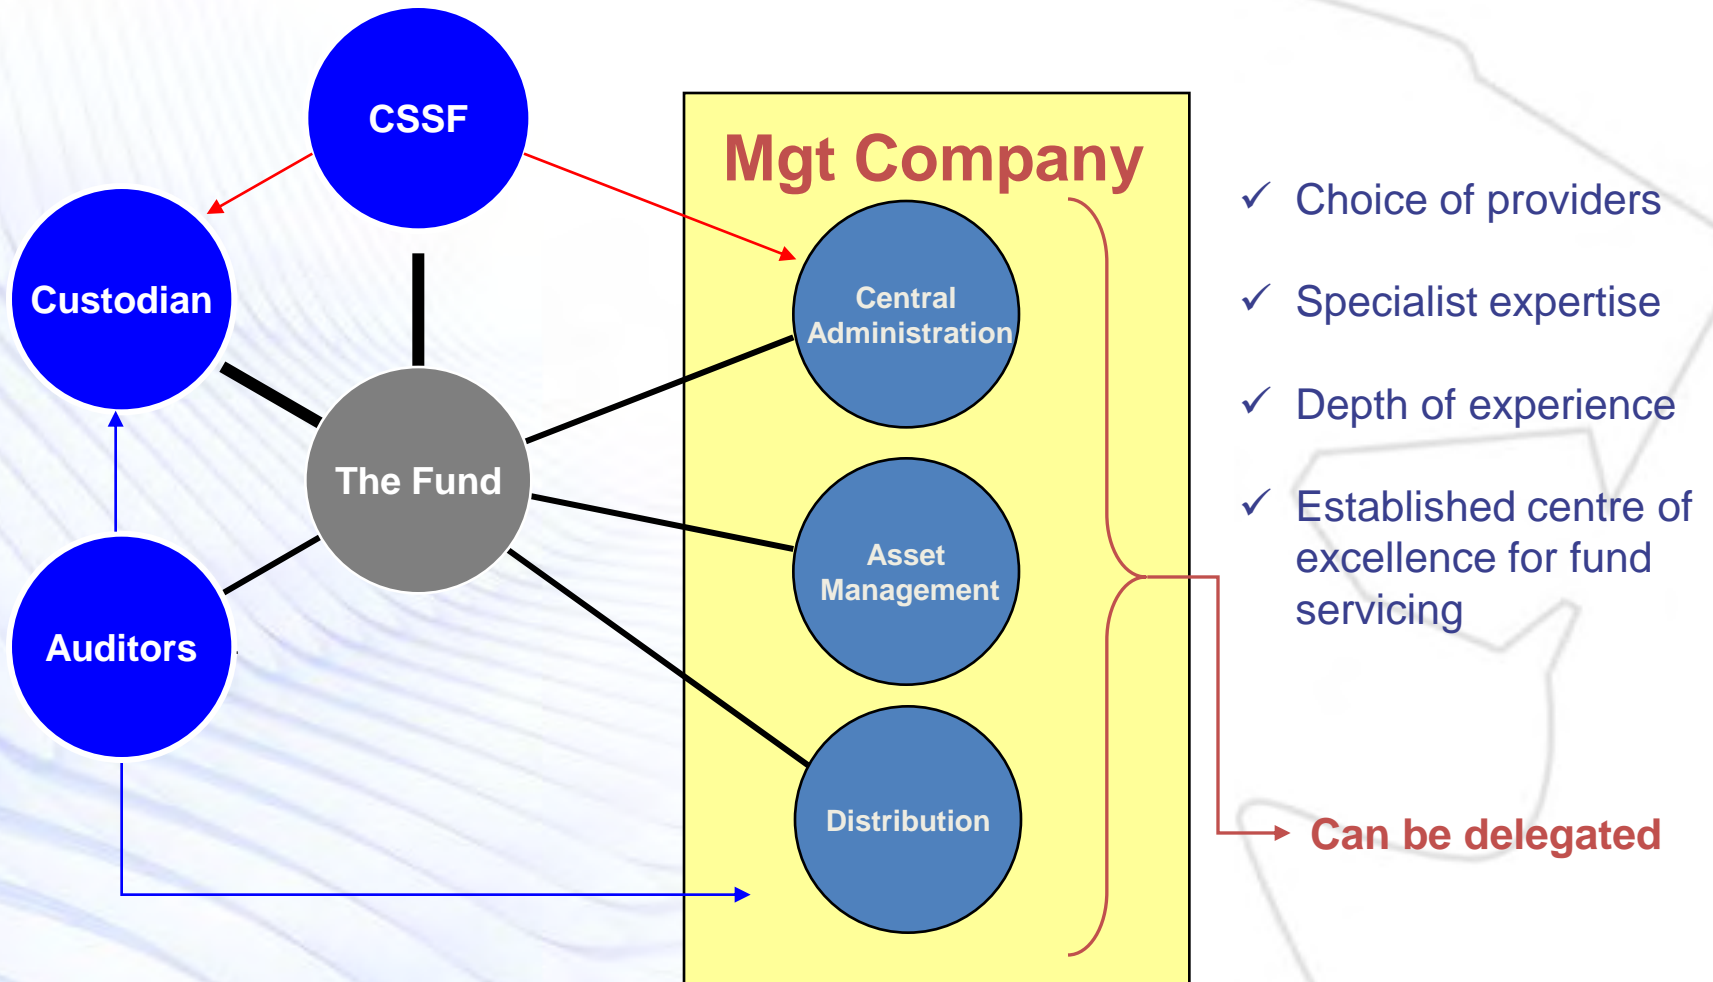 CSSF
Mgt Company
Custodian
Central
Administration
The Fund
Asset
Management
Auditors
Distribution
✓ Choice of providers
✓ Specialist expertise
✓ Depth of experience
✓ Established centre of
excellence for fund
servicing
Can be delegated